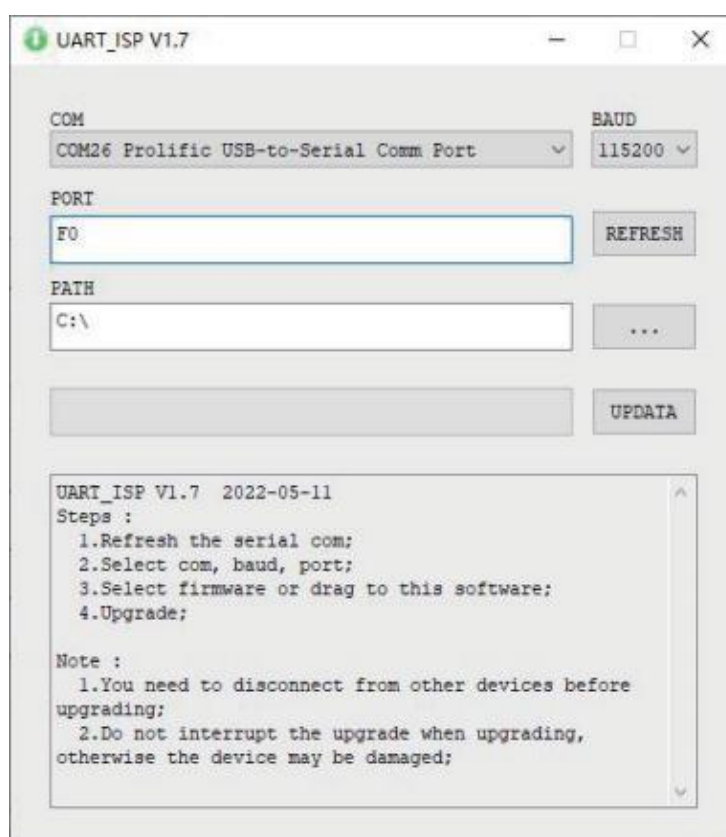 UART_ISP V1.7
COM
BAUD
COM26 Prolific USB-to-Serial Comm Port
115200
PORT
F0
REFRESH
PATH
C:\
...
UPDATA
UART_ISP V1.7  2022-05-11
Steps :
1.Refresh the serial com;
2.Select com, baud, port;
3.Select firmware or drag to this software;
4.Upgrade;
Note :
1.You need to disconnect from other devices before
upgrading;
2.Do not interrupt the upgrade when upgrading,
otherwise the device may be damaged;